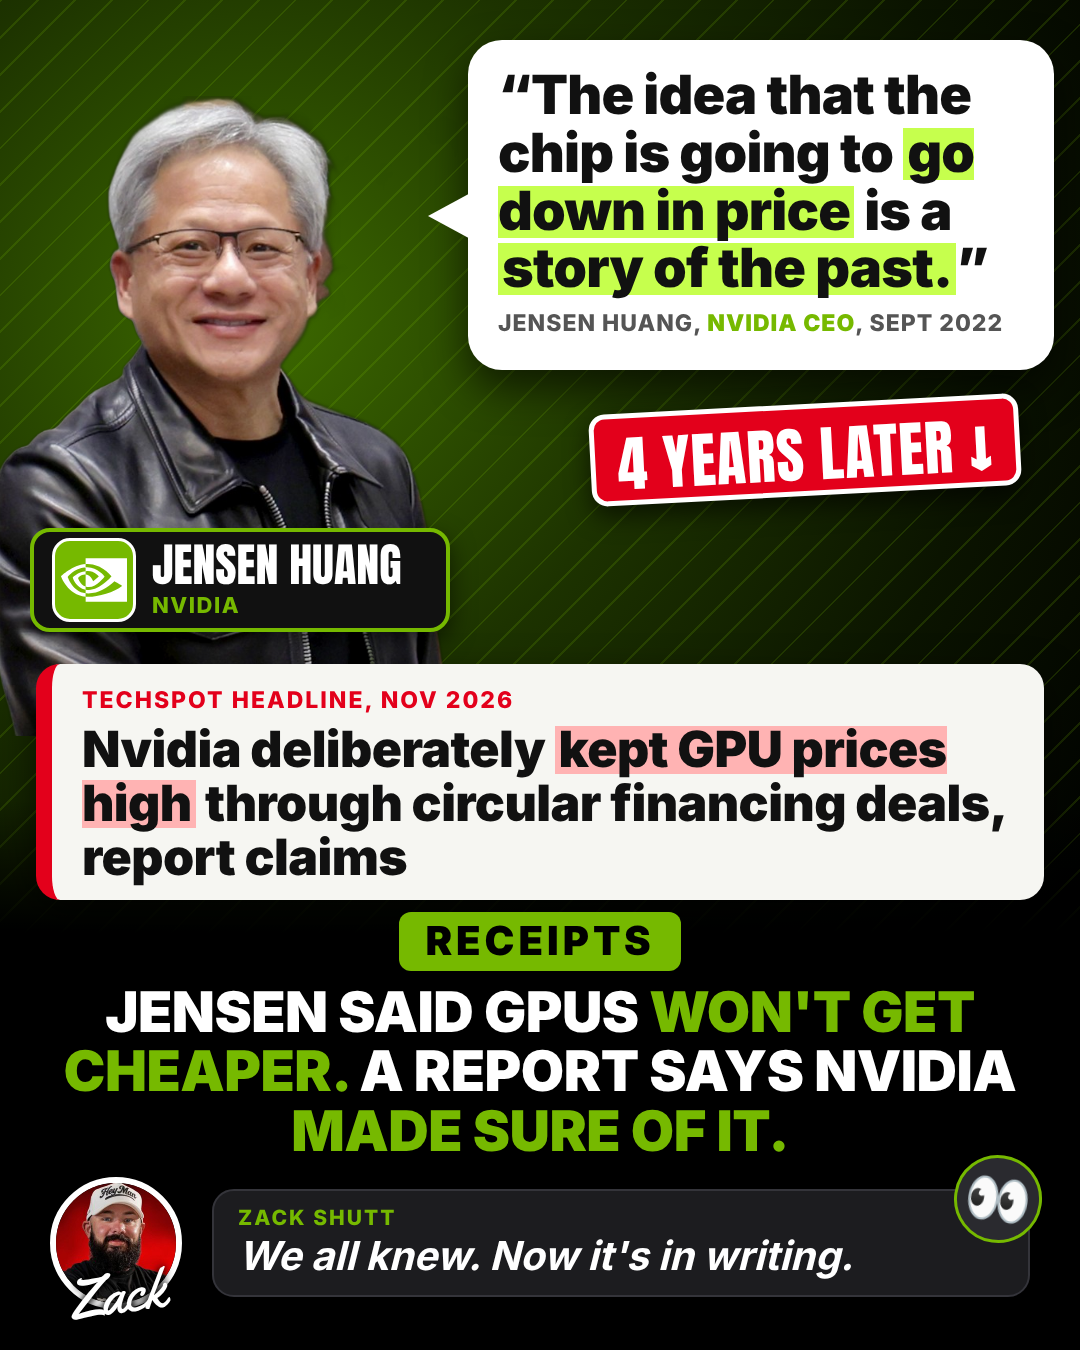 “The idea that the
chip is going to go
down in price is a
story of the past.”
JENSEN HUANG, NVIDIA CEO, SEPT 2022
4 YEARS LATER ↓
JENSEN HUANG
NVIDIA
TECHSPOT HEADLINE, NOV 2026
Nvidia deliberately kept GPU prices
high through circular financing deals,
report claims
RECEIPTS
JENSEN SAID GPUS WON'T GET
CHEAPER. A REPORT SAYS NVIDIA
MADE SURE OF IT.
Hey Man
Zack
ZACK SHUTT
We all knew. Now it's in writing.